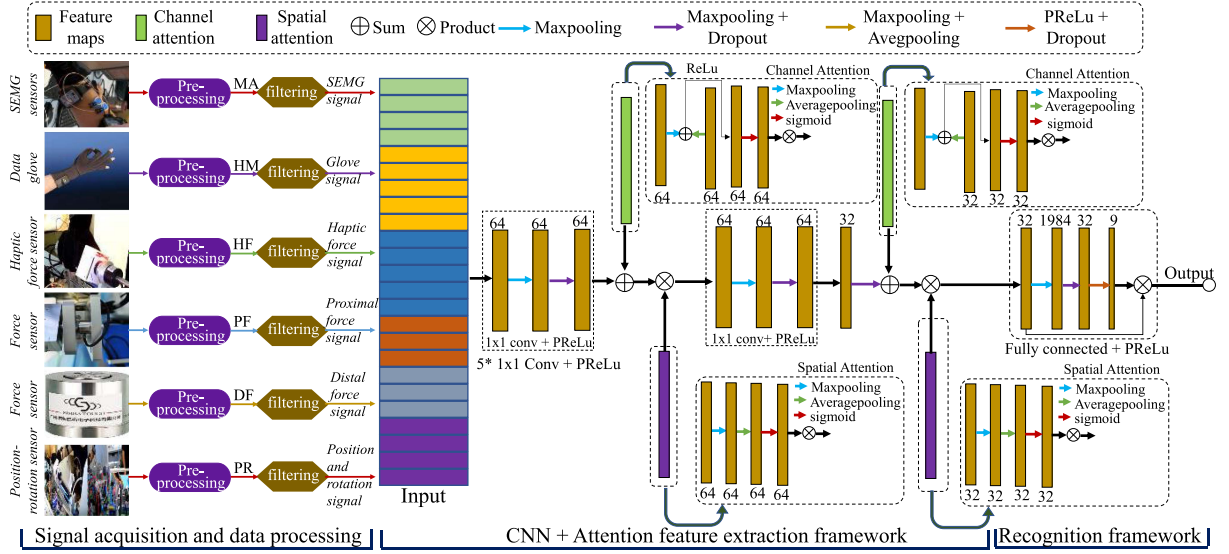 Feature maps
Channel attention
Spatial attention
Sum
Product
Maxpooling
Maxpooling + Dropout
Maxpooling + Avegpooling
PReLu + Dropout
SEMG sensors
Pre-processing
MA
filtering
SEMG signal
Data glove
Pre-processing
HM
filtering
Glove signal
Haptic force sensor
Pre-processing
HF
filtering
Haptic force signal
Force sensor
Pre-processing
PF
filtering
Proximal force signal
Force sensor
Pre-processing
DF
filtering
Distal force signal
Position-rotation sensor
Pre-processing
PR
filtering
Position and rotation signal
Input
64 64 64
1x1 conv + PReLu
5* 1x1 Conv + PReLu
ReLu
Channel Attention
Maxpooling
Averagepooling
sigmoid
64 64 64 64
64 64 64 32
1x1 conv+ PReLu
Spatial Attention
Maxpooling
Averagepooling
sigmoid
64 64 64 64
Channel Attention
Maxpooling
Averagepooling
sigmoid
32 32 32
32 1984 32 9
Output
Fully connected + PReLu
Spatial Attention
Maxpooling
Averagepooling
sigmoid
32 32 32 32
Signal acquisition and data processing
CNN + Attention feature extraction framework
Recognition framework